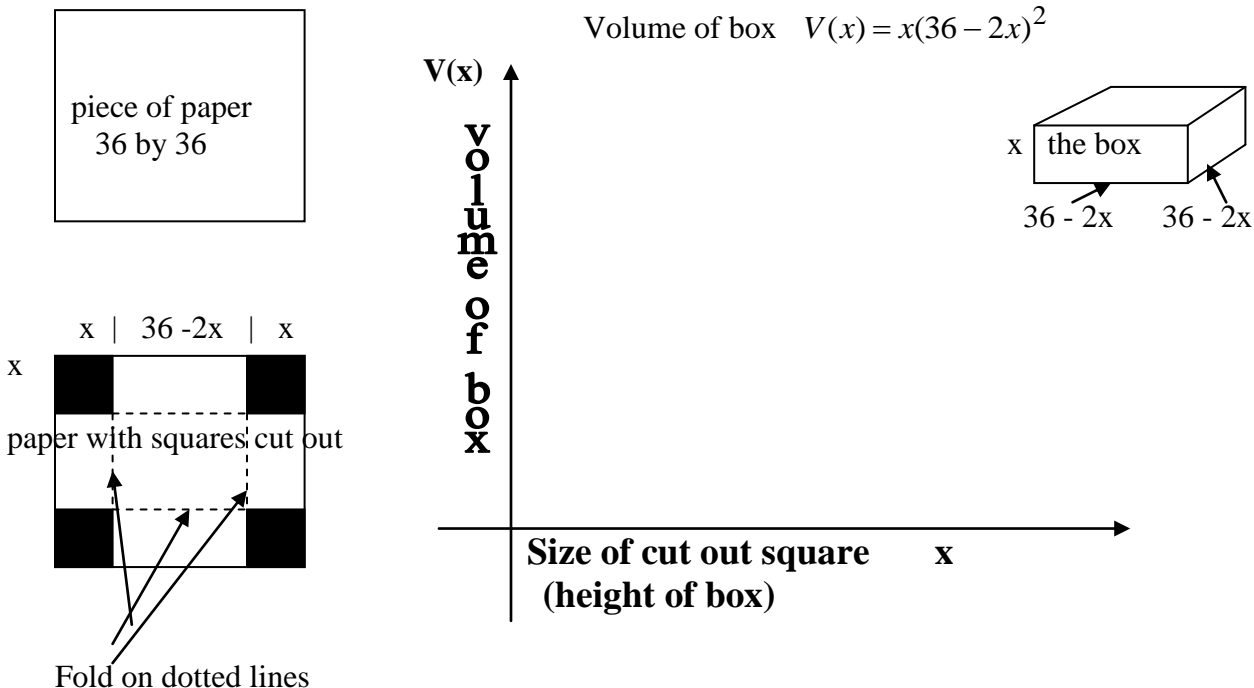 Volume of box V(x) = x(36 – 2x)²
piece of paper
36 by 36
V(x)
volume of box
x the box
36 - 2x 36 - 2x
x | 36 -2x | x
x
paper with squares cut out
Size of cut out square x
(height of box)
Fold on dotted lines